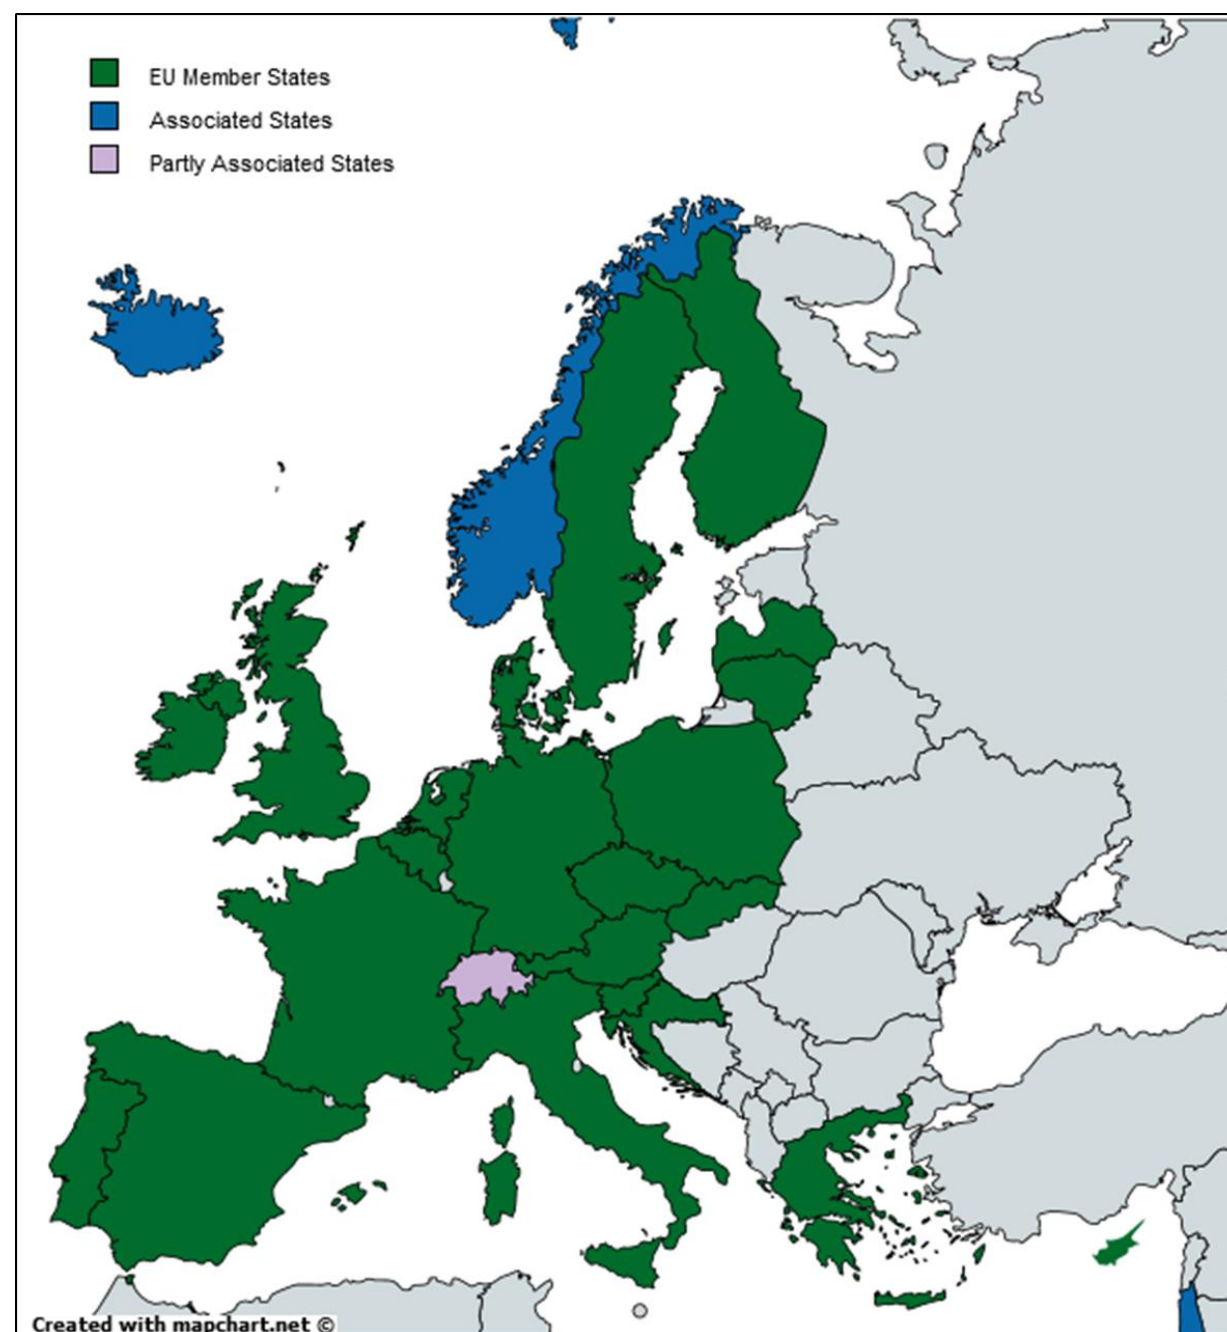 EU Member States
Associated States
Partly Associated States
Created with mapchart.net ©